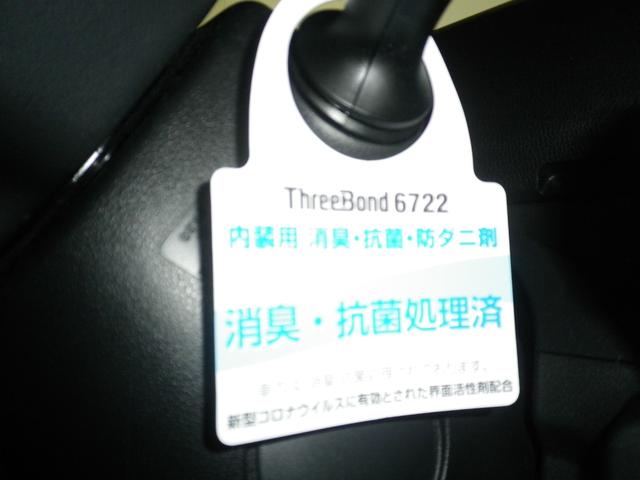 ThreeBond 6722
内装用 消臭・抗菌・防ダニ剤
消臭・抗菌処理済
新型コロナウイルスに有効とされた界面活性剤配合